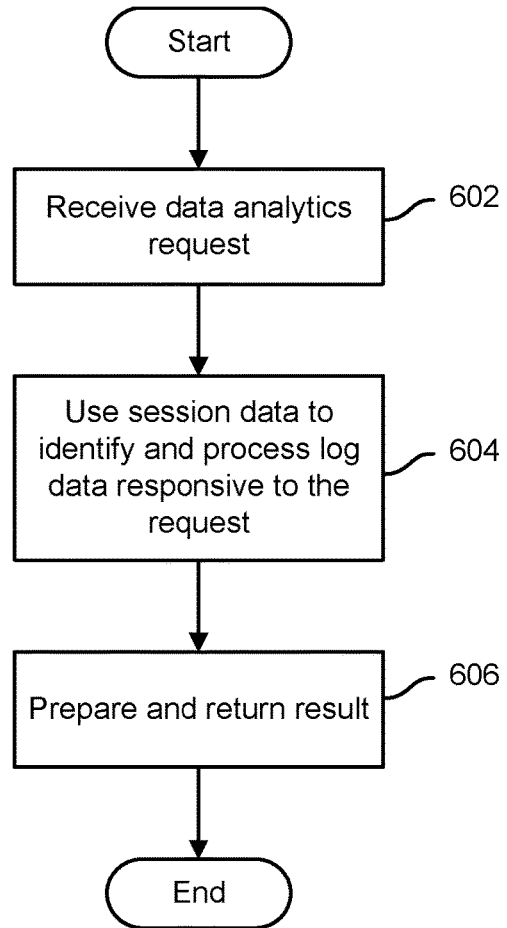 Start
Receive data analytics
request
602
Use session data to
identify and process log
data responsive to the
request
604
Prepare and return result
606
End